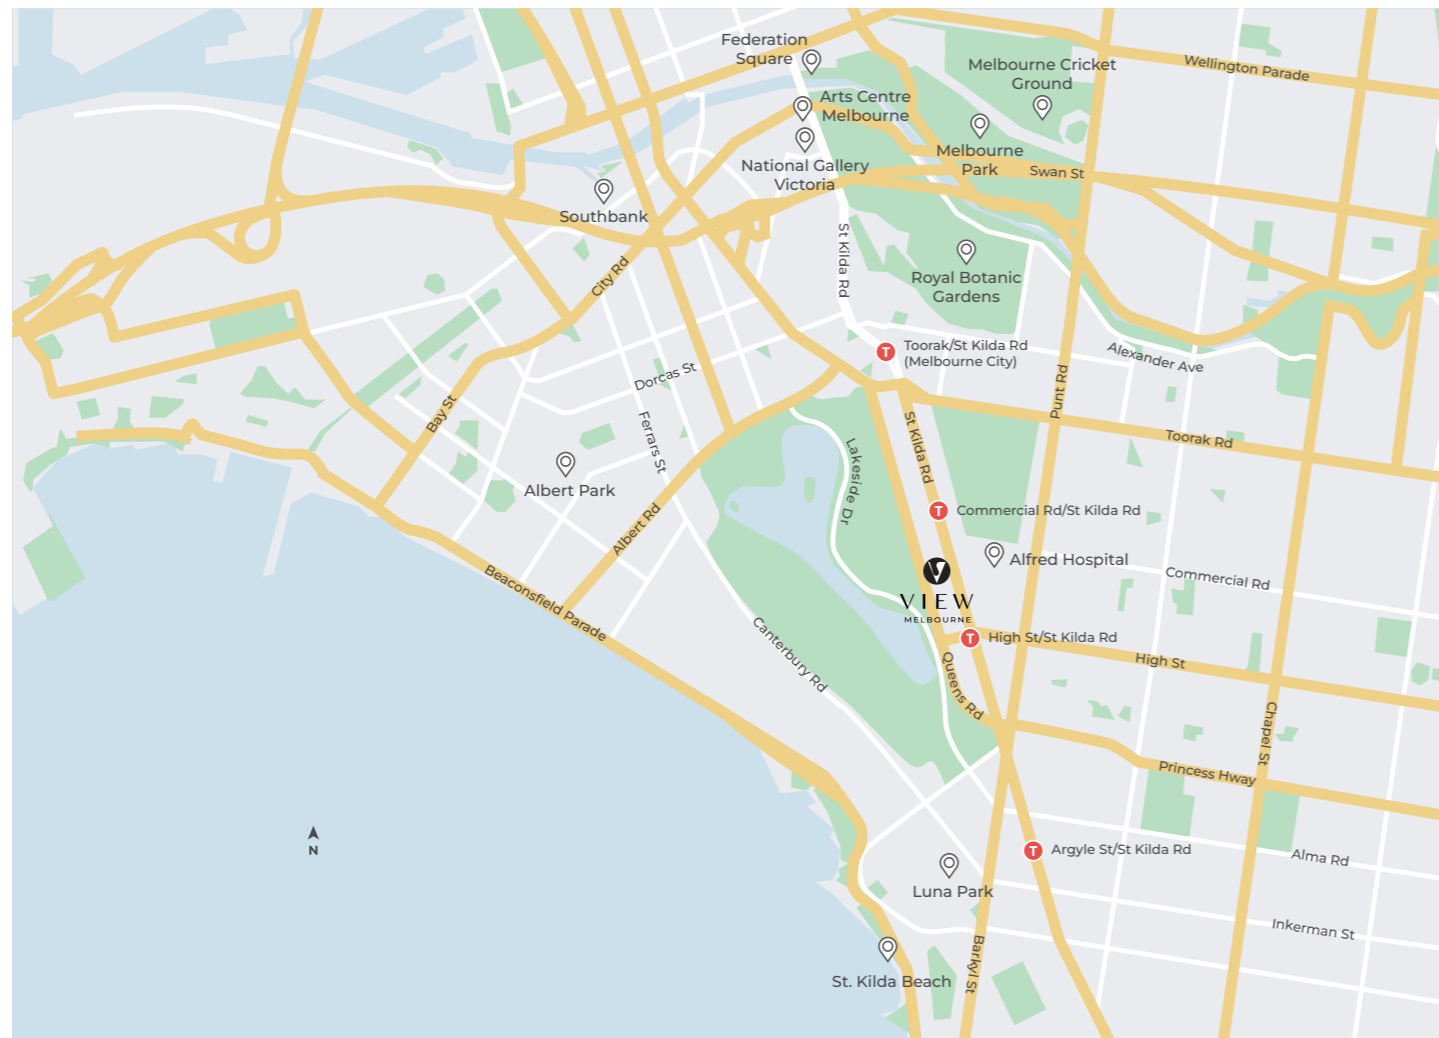 Federation
Square
Melbourne Cricket
Ground
Wellington Parade
Arts Centre
Melbourne
Melbourne
Park
Swan St
National Gallery
Victoria
Southbank
City Rd
St Kilda Rd
Royal Botanic
Gardens
T
Toorak/St Kilda Rd
(Melbourne City)
Alexander Ave
Dorcas St
Punt Rd
Bay St
Ferrars St
Lakeside Dr
St Kilda Rd
Toorak Rd
Albert Park
T
Commercial Rd/St Kilda Rd
Albert Rd
Alfred Hospital
Commercial Rd
Beaconsfield Parade
VIEW
MELBOURNE
T
High St/St Kilda Rd
Canterbury Rd
Queens Rd
High St
Chapel St
Princess Hway
N
T
Argyle St/St Kilda Rd
Alma Rd
Luna Park
Inkerman St
Barkyl St
St. Kilda Beach